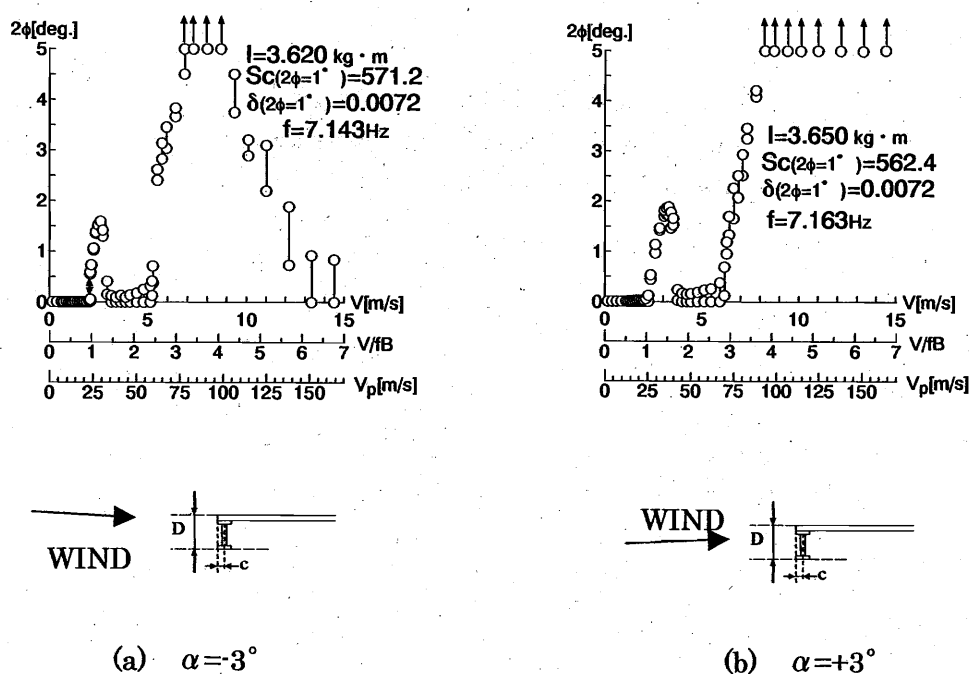 2φ[deg.]
5
4
3
2
1
0
I=3.620 kg·m
Sc(2φ=1°)=571.2
δ(2φ=1°)=0.0072
f=7.143Hz
0 5 10 15 V[m/s]
0 1 2 3 4 5 6 7 V/fB
0 25 50 75 100 125 150 Vp[m/s]
WIND
D
c
(a) α=-3°
2φ[deg.]
5
4
3
2
1
0
I=3.650 kg·m
Sc(2φ=1°)=562.4
δ(2φ=1°)=0.0072
f=7.163Hz
0 5 10 15 V[m/s]
0 1 2 3 4 5 6 7 V/fB
0 25 50 75 100 125 150 Vp[m/s]
WIND
D
c
(b) α=+3°